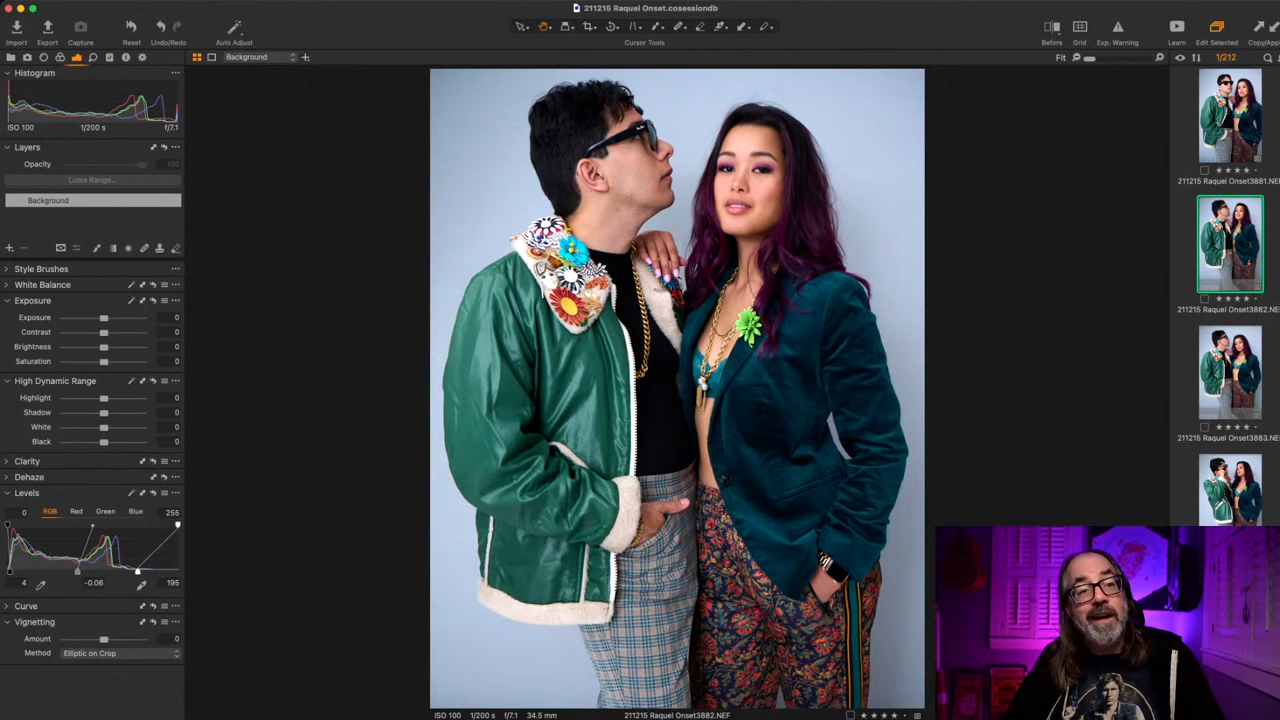 211215 Raquel Onset.cosessiondb
Import Export Capture Reset Undo/Redo Auto Adjust Cursor Tools Before Grid Exp. Warning Learn Edit Selected Copy/Appl
Background Fit 1/212
Histogram
ISO 100 1/200 s f/7.1
Layers
Opacity 100
Luma Range...
Background
Style Brushes
White Balance
Exposure
Exposure 0
Contrast 0
Brightness 0
Saturation 0
High Dynamic Range
Highlight 0
Shadow 0
White 0
Black 0
Clarity
Dehaze
Levels
0 RGB Red Green Blue 255
4 -0.06 195
Curve
Vignetting
Amount 0
Method Elliptic on Crop
ISO 100 1/200 s f/7.1 34.5 mm 211215 Raquel Onset3882.NEF
211215 Raquel Onset3881.NEF
211215 Raquel Onset3882.NEF
211215 Raquel Onset3883.NEF